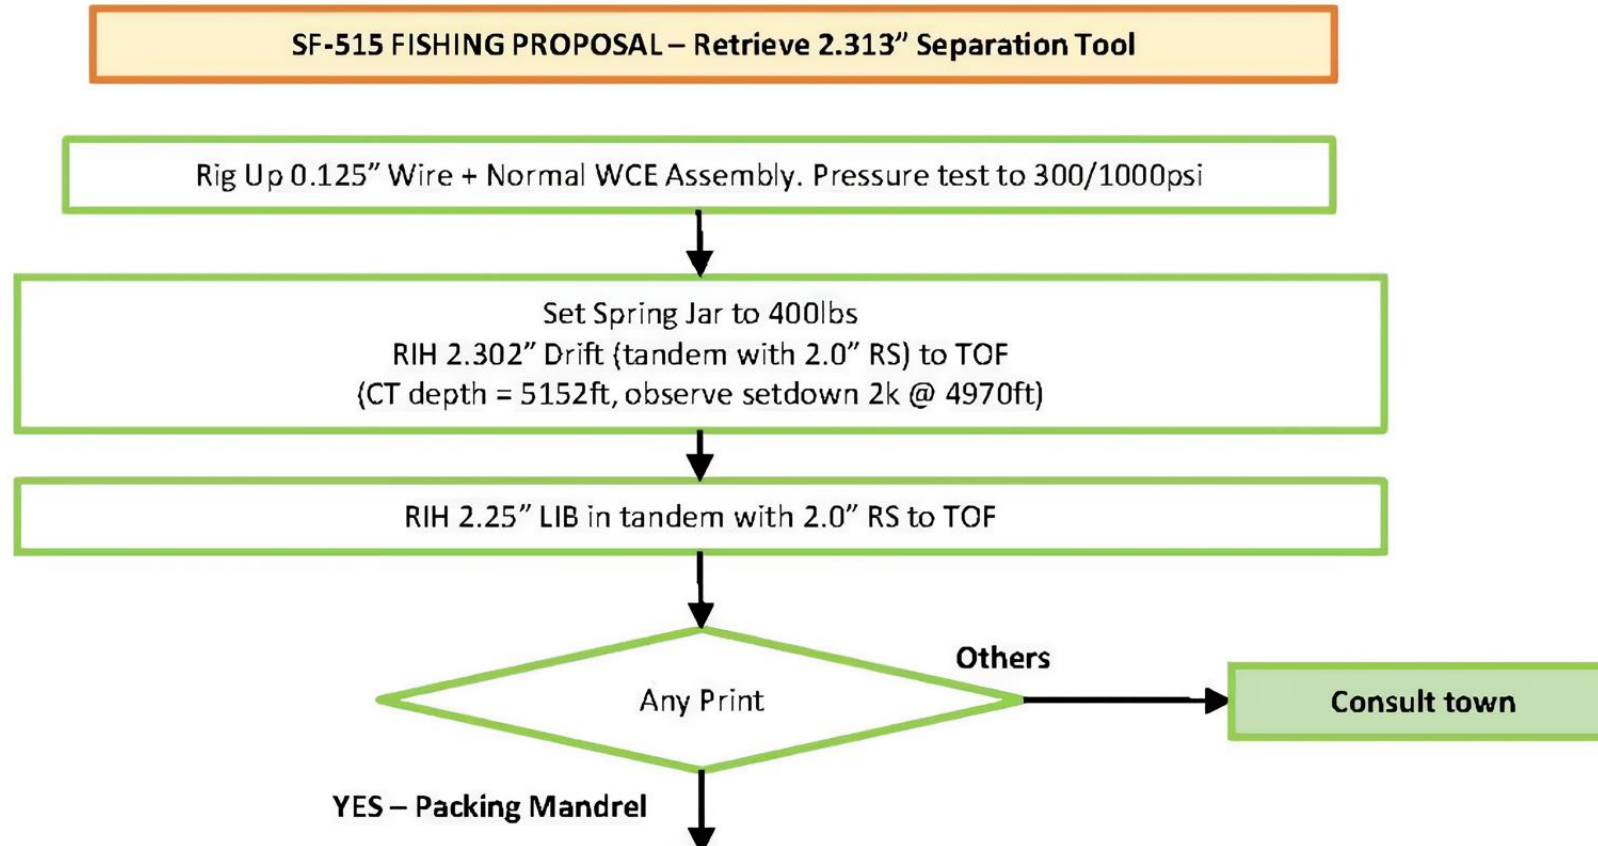 SF-515 FISHING PROPOSAL – Retrieve 2.313” Separation Tool
Rig Up 0.125” Wire + Normal WCE Assembly. Pressure test to 300/1000psi
Set Spring Jar to 400lbs
RIH 2.302” Drift (tandem with 2.0” RS) to TOF
(CT depth = 5152ft, observe setdown 2k @ 4970ft)
RIH 2.25” LIB in tandem with 2.0” RS to TOF
Others
Any Print
Consult town
YES – Packing Mandrel